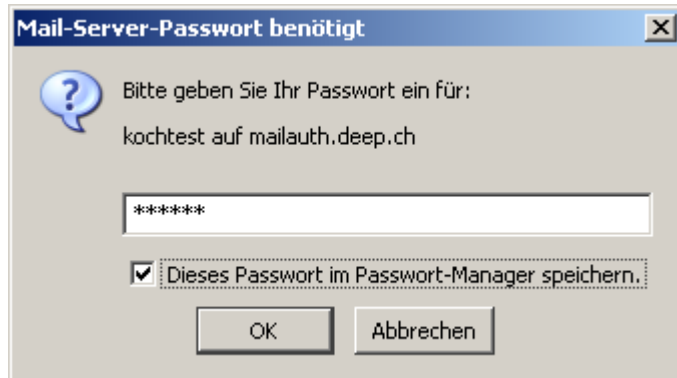 Mail-Server-Passwort benötigt
Bitte geben Sie Ihr Passwort ein für:
kochtest auf mailauth.deep.ch
******
Dieses Passwort im Passwort-Manager speichern.
OK
Abbrechen